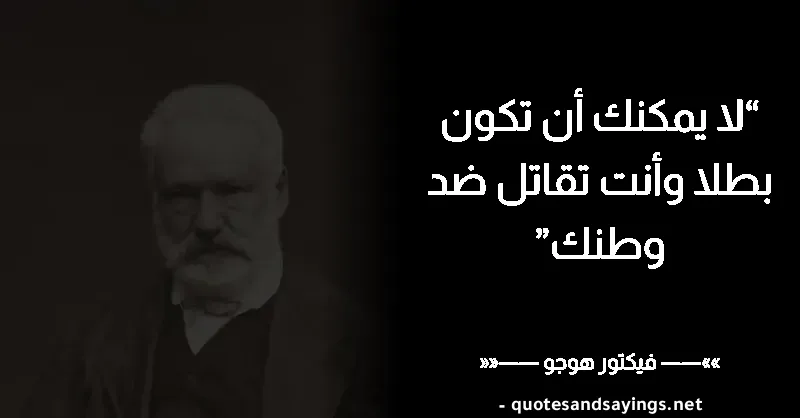 “لا يمكنك أن تكون
بطلا وأنت تقاتل ضد
وطنك”
»»—— فيكتور هوجو ——««
- quotesandsayings.net